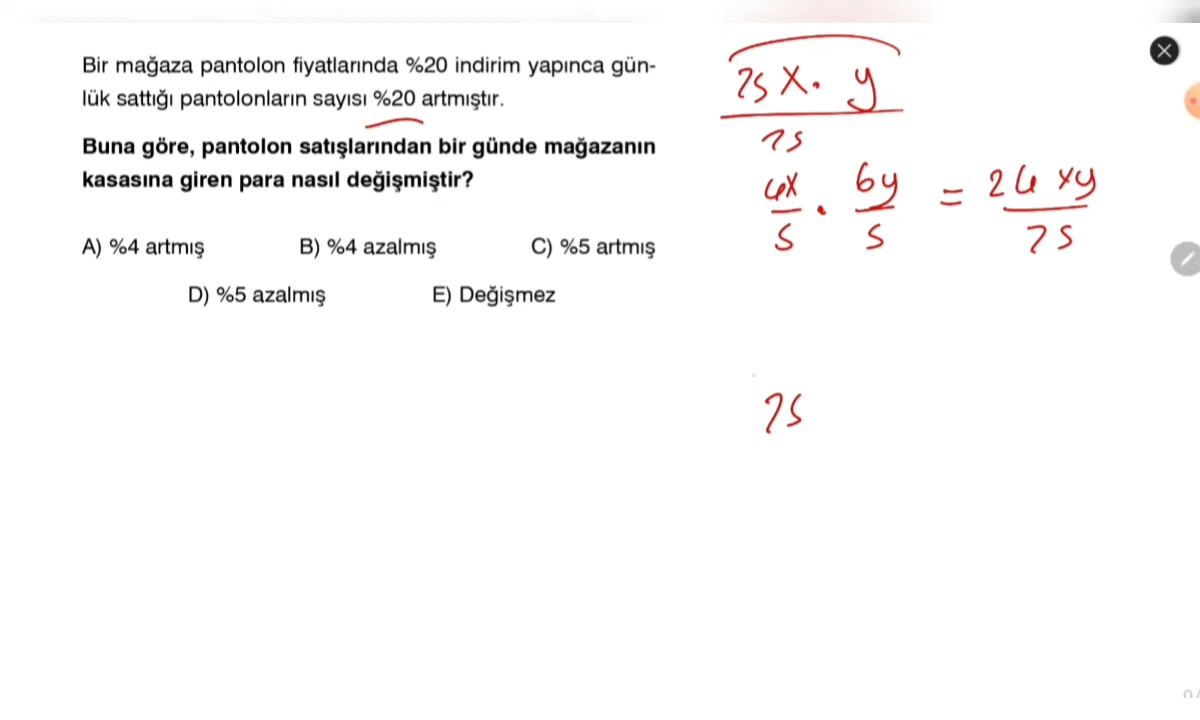 Bir mağaza pantolon fiyatlarında %20 indirim yapınca gün-
lük sattığı pantolonların sayısı %20 artmıştır.
Buna göre, pantolon satışlarından bir günde mağazanın
kasasına giren para nasıl değişmiştir?
A) %4 artmış B) %4 azalmış C) %5 artmış
D) %5 azalmış E) Değişmez
25x. y
25
4x/5 . 6y/5 = 24 xy/25
25